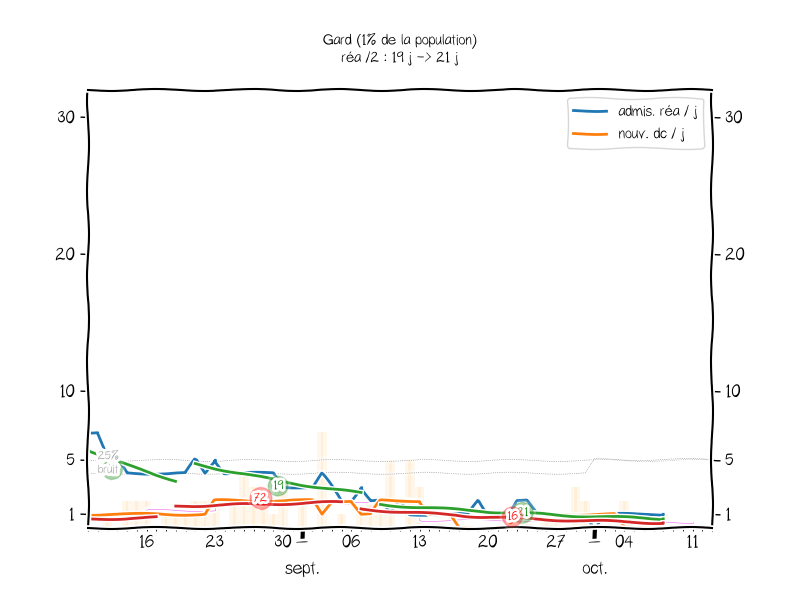 Gard (1% de la population)
réa /2 : 19 j -> 21 j
admis. réa / j
nouv. dc / j
30
30
20
20
10
10
5
5
1
1
25%
bruit
19
72
16
21
16 23 30 06 13 20 27 04 11
sept. oct.